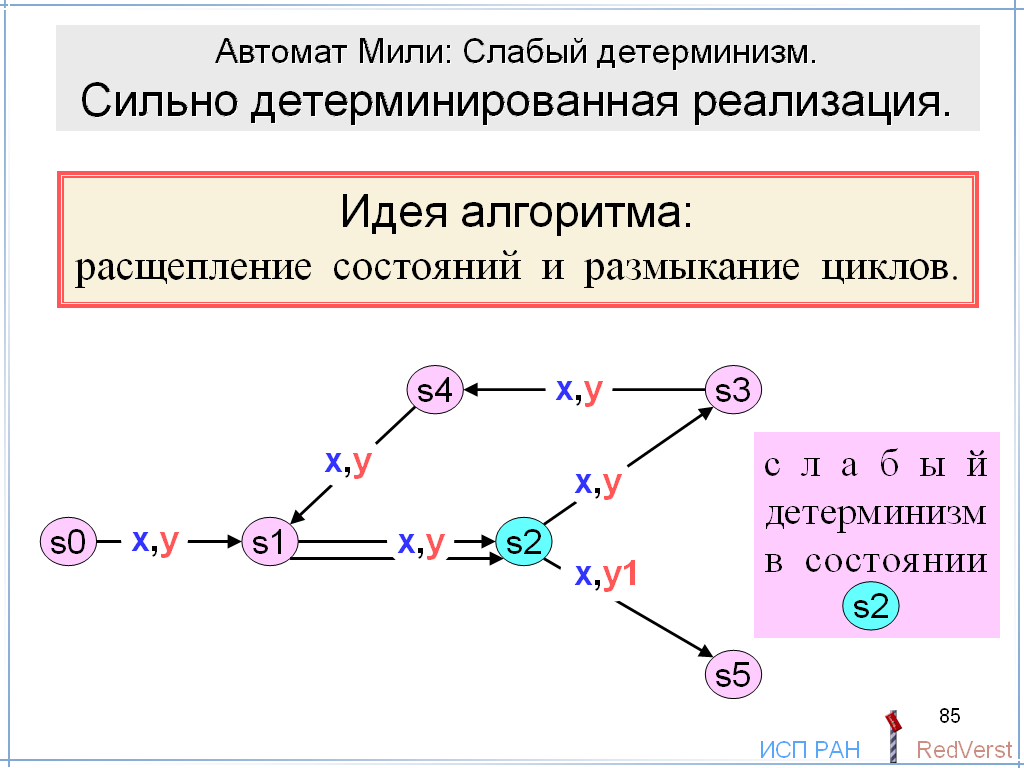 Автомат Мили: Слабый детерминизм.
Сильно детерминированная реализация.
Идея алгоритма:
расщепление состояний и размыкание циклов.
s4
x,y
s3
x,y
x,y
слабый
детерминизм
в состоянии
s2
s0
x,y
s1
x,y
s2
x,y1
s5
85
ИСП РАН
RedVerst